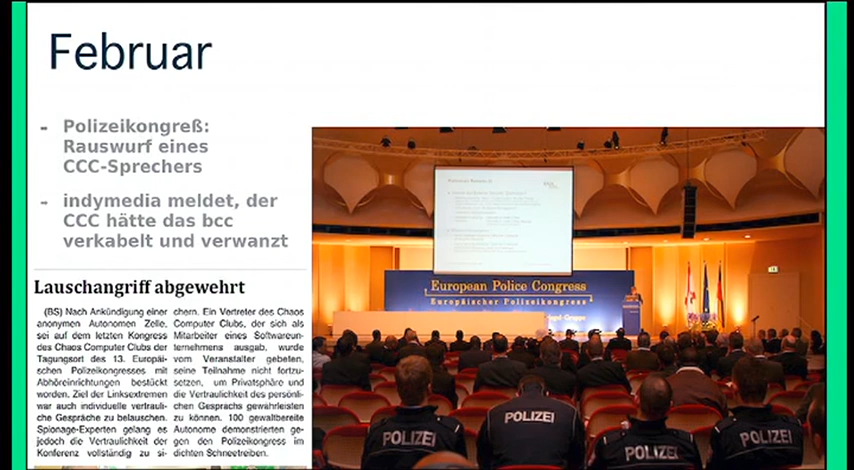 Februar
- Polizeikongreß:
Rauswurf eines
CCC-Sprechers
- indymedia meldet, der
CCC hätte das bcc
verkabelt und verwanzt
Lauschangriff abgewehrt
(BS) Nach Ankündigung einer
anonymen Autonomen Zelle,
sei auf dem letzten Kongress
des Chaos Computer Clubs der
Tagungsort des 13. Europäi-
schen Polizeikongresses mit
Abhöreinrichtungen bestückt
worden. Ziel der Linksextremen
war auch individuelle vertrauli-
che Gespräche zu belauschen.
Spionage-Experten gelang es
jedoch die Vertraulichkeit der
Konferenz vollständig zu si-
chern. Ein Vertreter des Chaos
Computer Clubs, der sich als
Mitarbeiter eines Softwareun-
ternehmens ausgab, wurde
vom Veranstalter gebeten,
seine Teilnahme nicht fortzu-
setzen, um Privatsphäre und
die Vertraulichkeit des persönli-
chen Gesprächs gewährleisten
zu können. 100 gewaltbereite
Autonome demonstrierten ge-
gen den Polizeikongress im
dichten Schneetreiben.
European Police Congress
Europäischer Polizeikongress
POLIZEI
POLIZEI
POLIZEI
POLIZEI